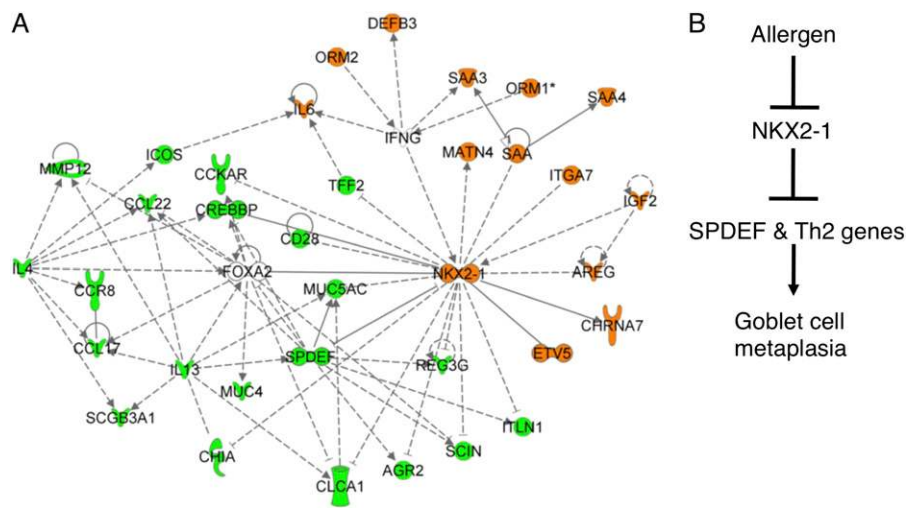 A
B
DEFB3
Allergen
ORM2
SAA3
ORM1*
SAA4
IL6
IFNG
NKX2-1
MATN4
SAA
ICOS
MMP12
CCKAR
TFF2
ITGA7
IGF2
CCL22
CREBBP
SPDEF & Th2 genes
CD28
IL4
FOXA2
NKX2-1
AREG
CCR8
MUC5AC
CHRNA7
Goblet cell
metaplasia
CCL17
IL13
SPDEF
REG3G
ETV5
MUC4
SCGB3A1
ITLN1
CHIA
SCIN
AGR2
CLCA1